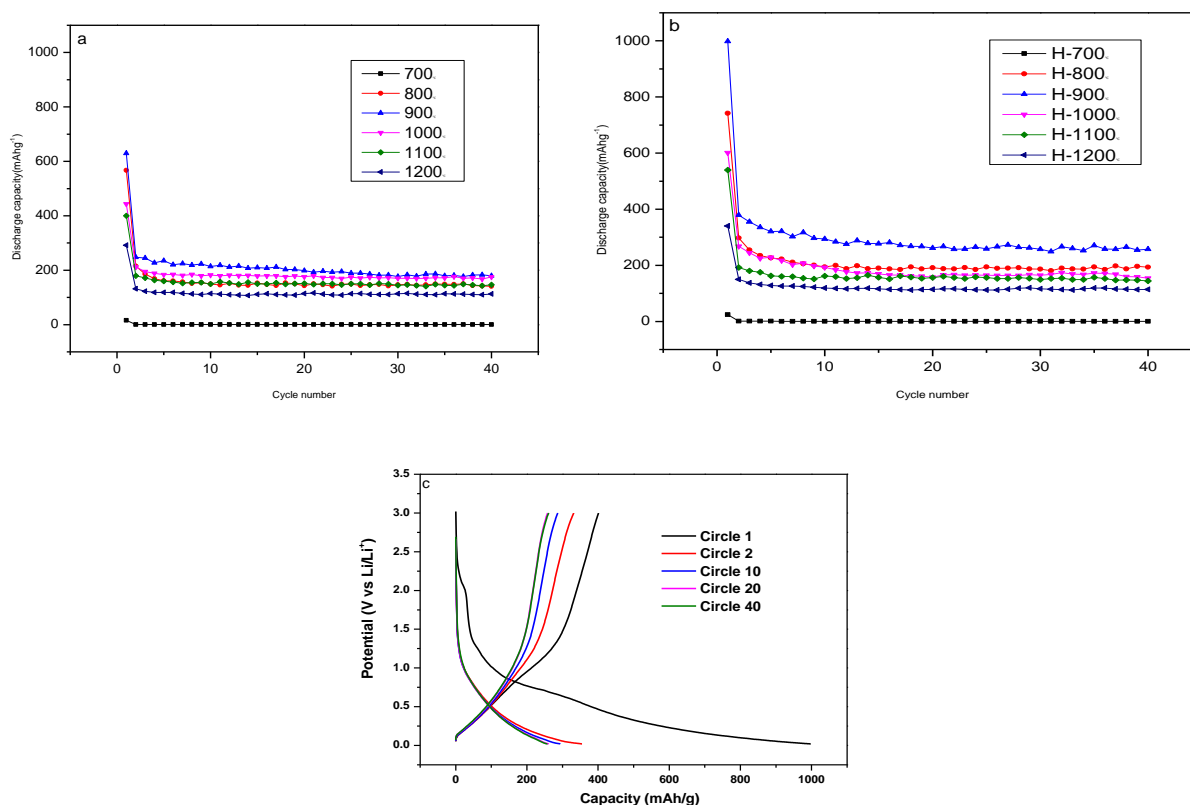 a
1000
800
600
400
200
0
Discharge capacity(mAhg-1)
700
800
900
1000
1100
1200
0
10
20
30
40
Cycle number
b
1000
800
600
400
200
0
Discharge capacity(mAhg-1)
H-700
H-800
H-900
H-1000
H-1100
H-1200
0
10
20
30
40
Cycle number
c
3.5
3.0
2.5
2.0
1.5
1.0
0.5
0.0
Potential (V vs Li/Li+)
Circle 1
Circle 2
Circle 10
Circle 20
Circle 40
0
200
400
600
800
1000
Capacity (mAh/g)